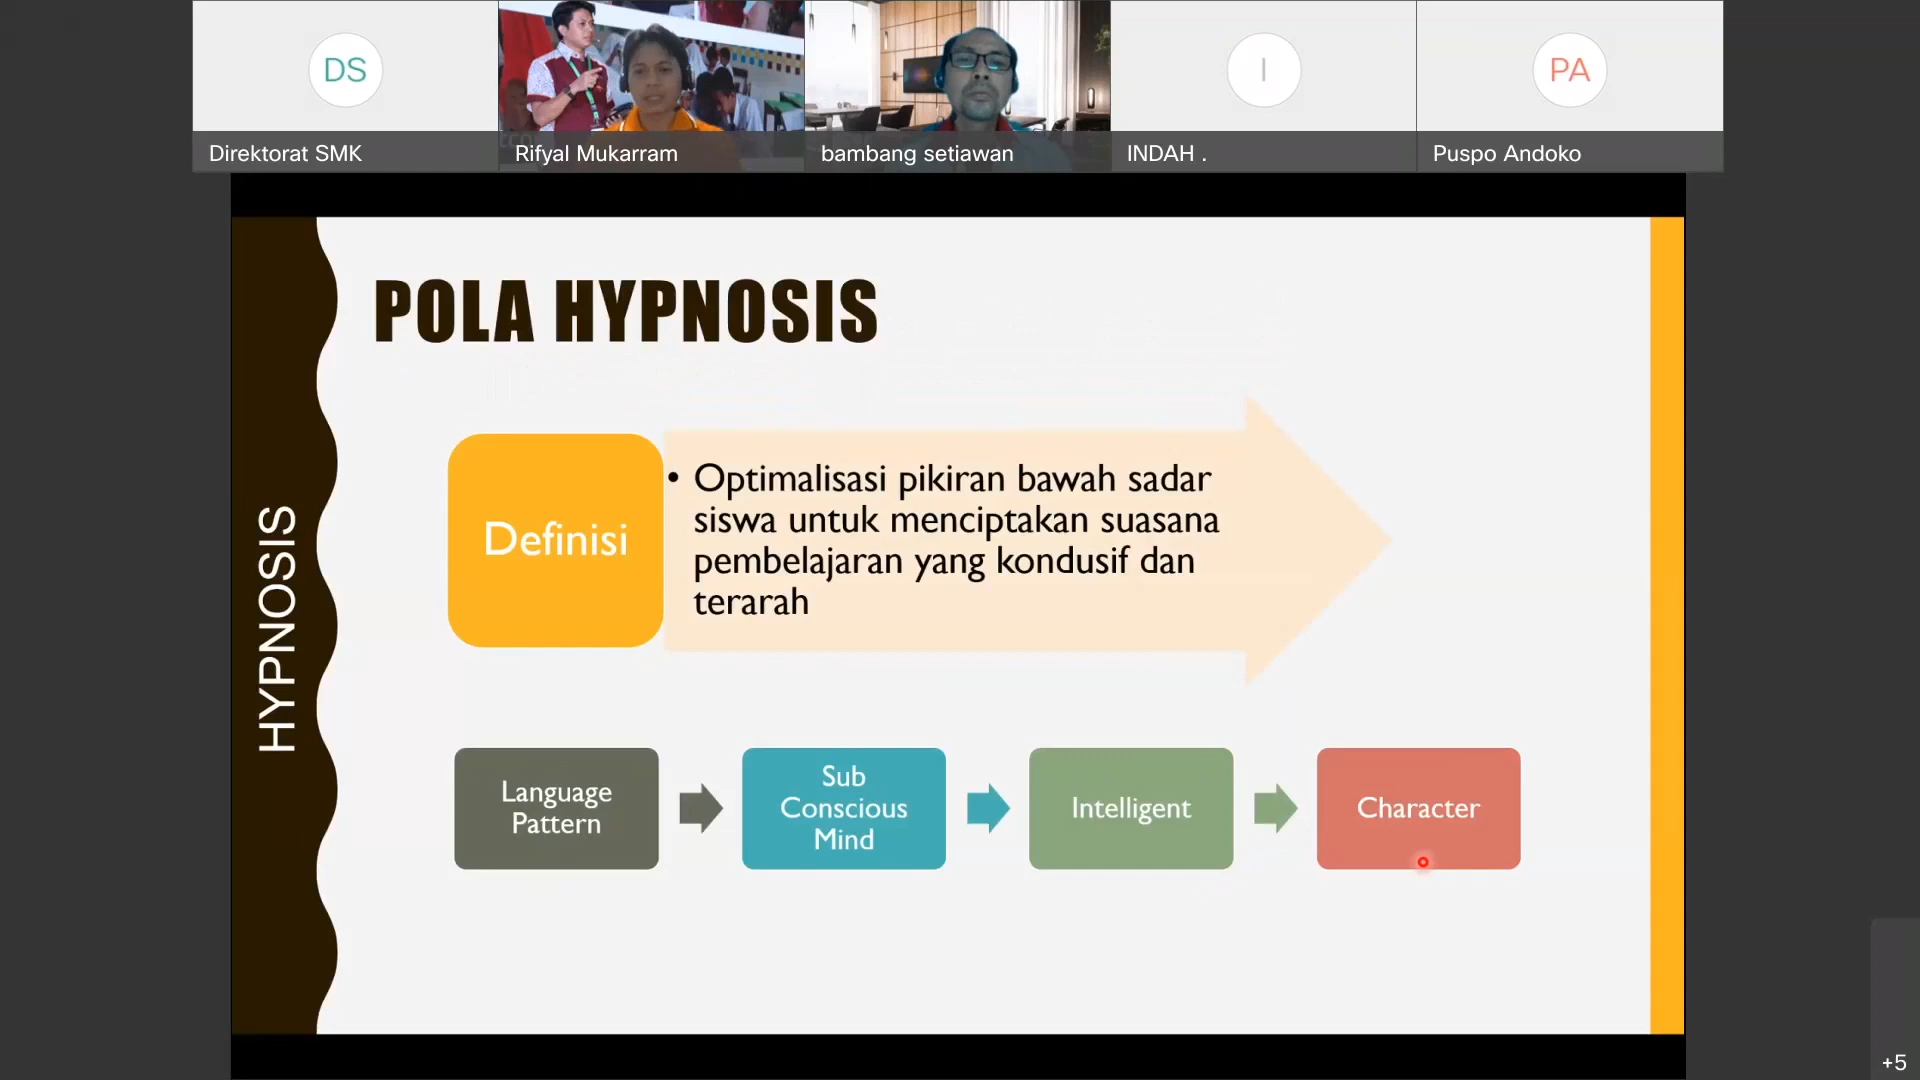 DS
I
PA
Direktorat SMK
Rifyal Mukarram
bambang setiawan
INDAH .
Puspo Andoko
POLA HYPNOSIS
HYPNOSIS
Definisi
• Optimalisasi pikiran bawah sadar
siswa untuk menciptakan suasana
pembelajaran yang kondusif dan
terarah
Language
Pattern
Sub
Conscious
Mind
Intelligent
Character
+5